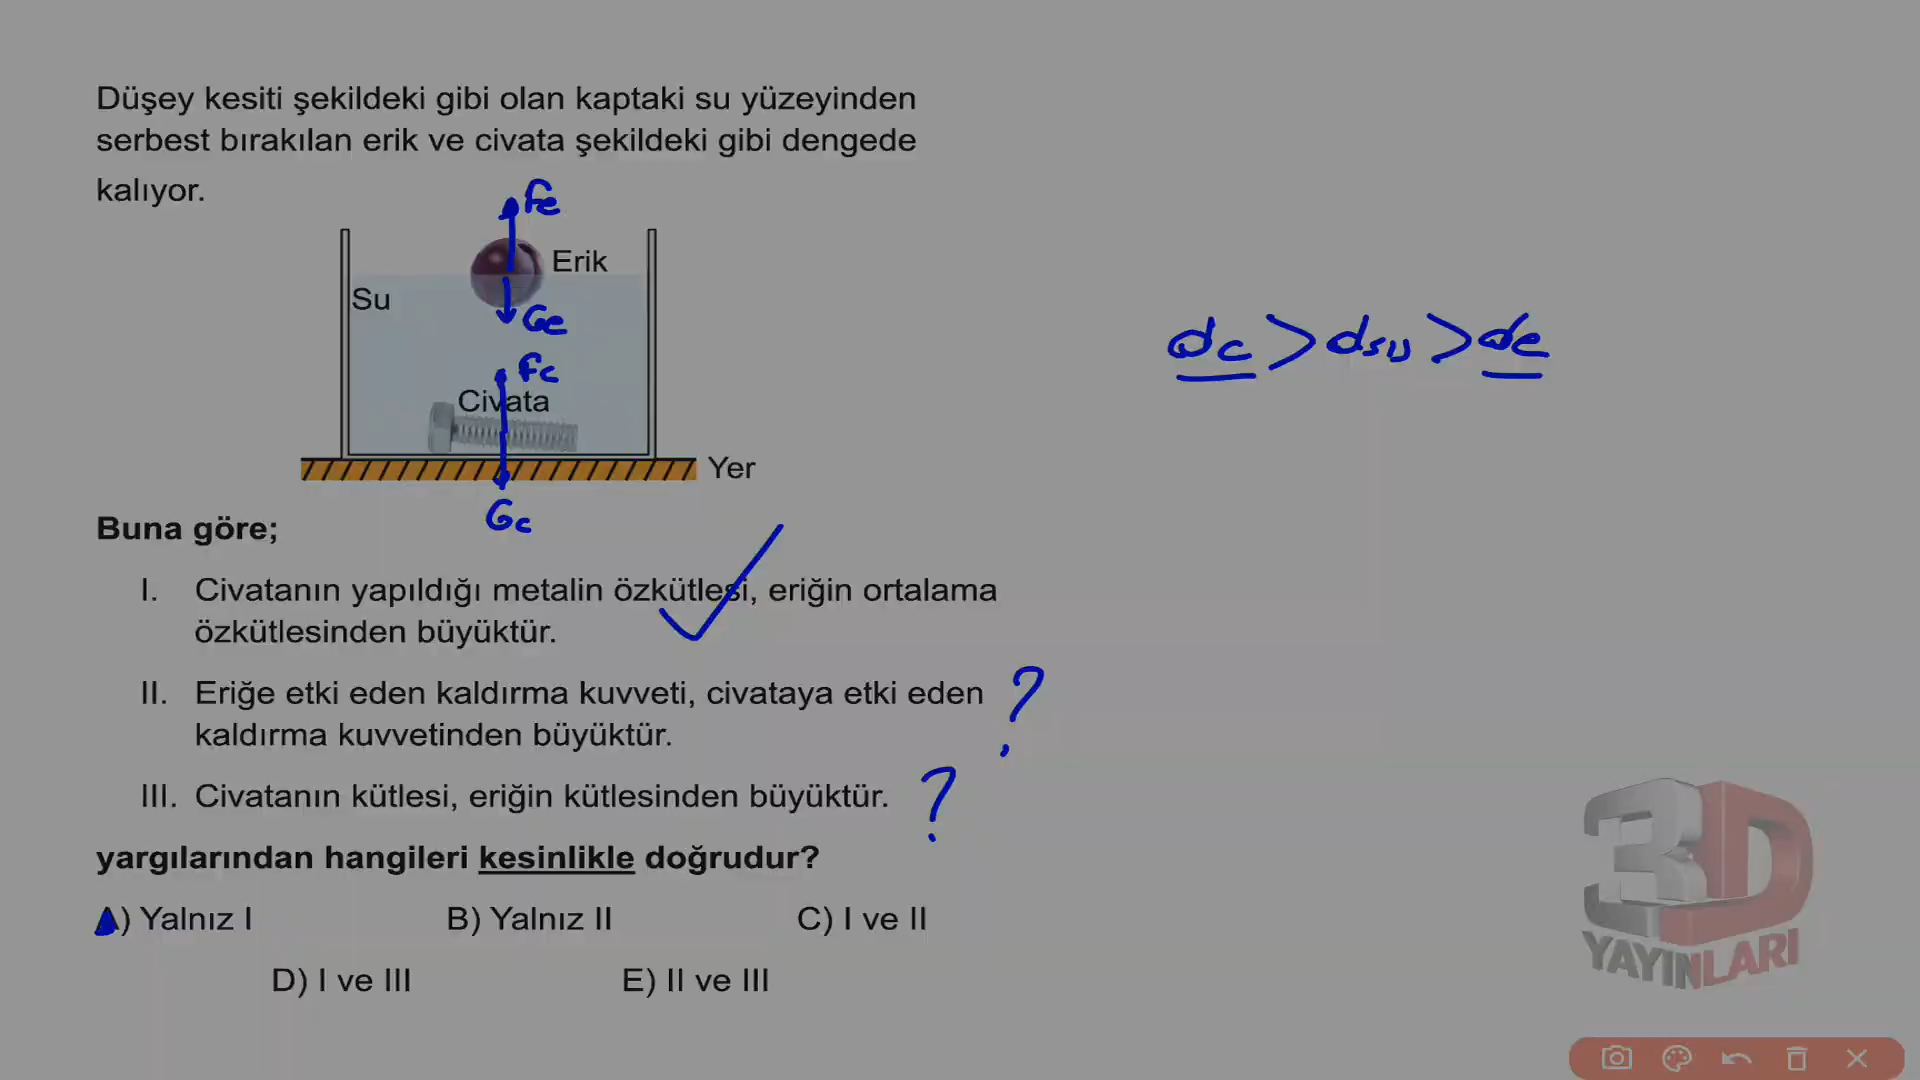 Düşey kesiti şekildeki gibi olan kaptaki su yüzeyinden
serbest bırakılan erik ve civata şekildeki gibi dengede
kalıyor.
Fe
Erik
Su
Ge
Fc
Civata
Yer
Gc
dc > dsu > de
Buna göre;
I. Civatanın yapıldığı metalin özkütlesi, eriğin ortalama
özkütlesinden büyüktür.
II. Eriğe etki eden kaldırma kuvveti, civataya etki eden ?
kaldırma kuvvetinden büyüktür.
III. Civatanın kütlesi, eriğin kütlesinden büyüktür. ?
yargılarından hangileri kesinlikle doğrudur?
A) Yalnız I B) Yalnız II C) I ve II
D) I ve III E) II ve III
3D
YAYINLARI